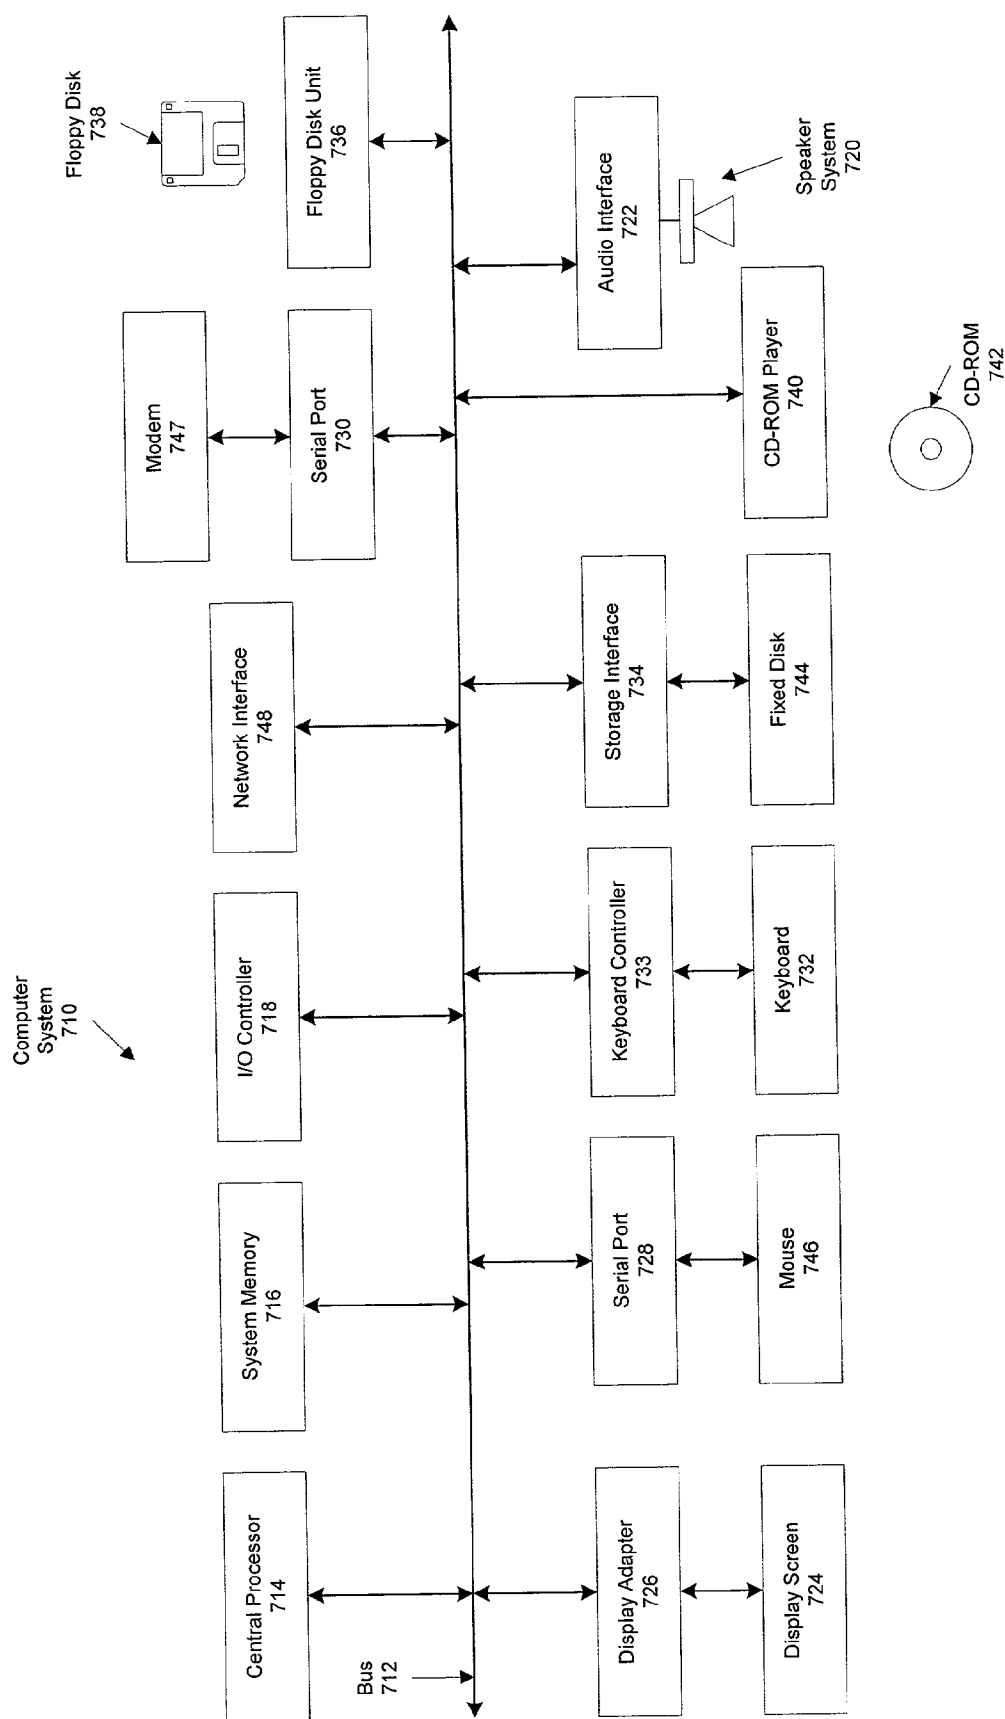 Computer
System
710
Floppy Disk
738
Modem
747
Central Processor
714
System Memory
716
I/O Controller
718
Network Interface
748
Serial Port
730
Floppy Disk Unit
736
Bus
712
Display Adapter
726
Serial Port
728
Keyboard Controller
733
Storage Interface
734
Audio Interface
722
Display Screen
724
Mouse
746
Keyboard
732
Fixed Disk
744
CD-ROM Player
740
Speaker
System
720
CD-ROM
742